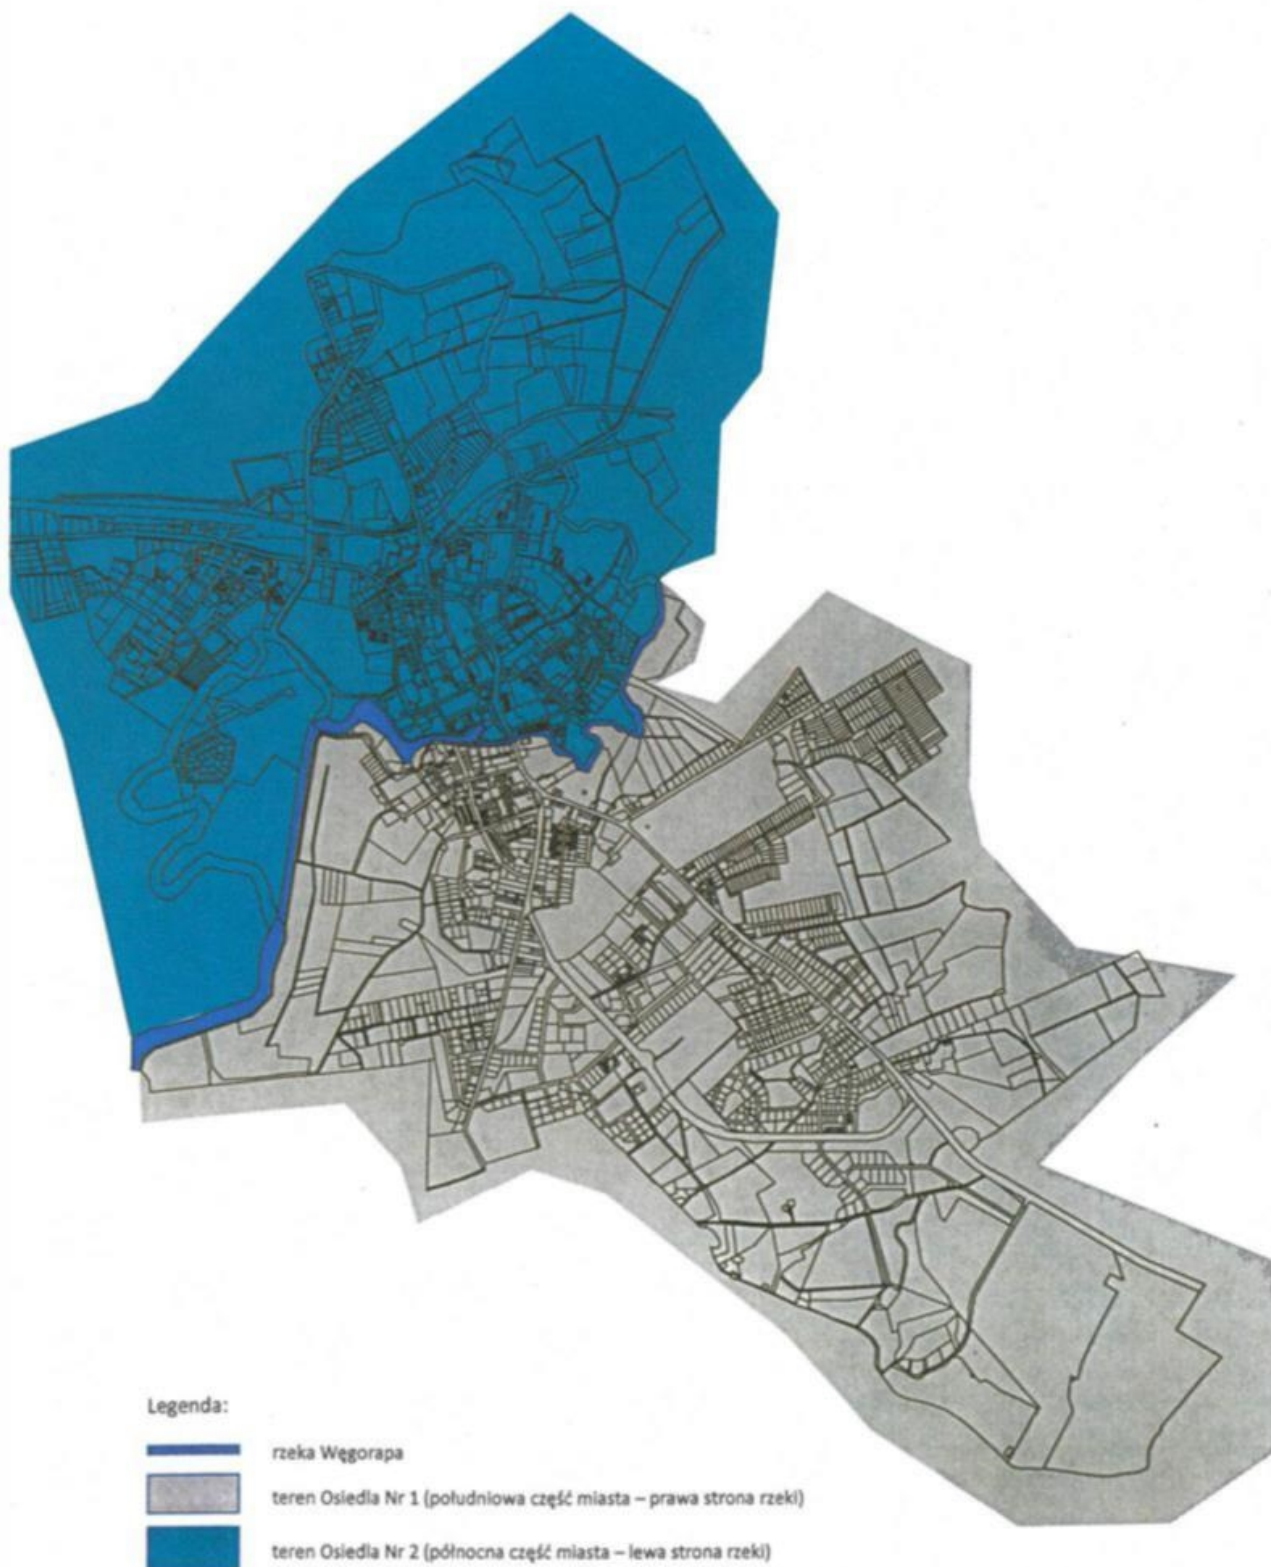 Legenda:
rzeka Węgorapa
teren Osiedla Nr 1 (południowa część miasta – prawa strona rzeki)
teren Osiedla Nr 2 (północna część miasta – lewa strona rzeki)